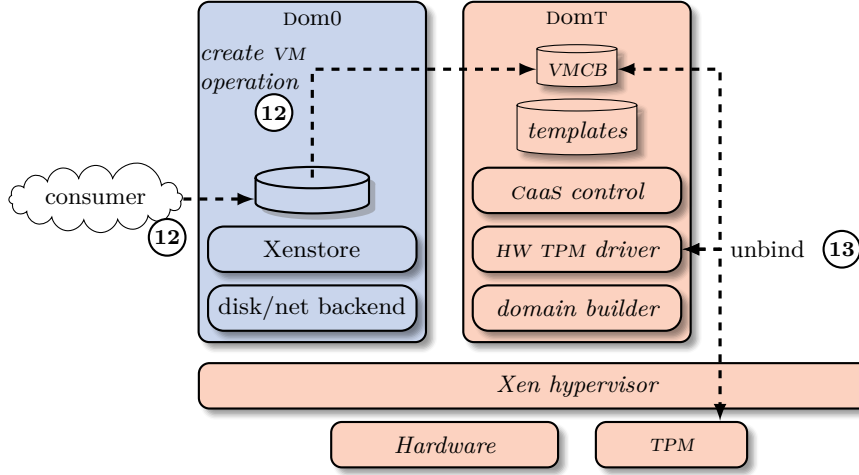 Dom0
create VM
operation
12
consumer
12
Xenstore
disk/net backend
DomT
VMCB
templates
CaaS control
HW TPM driver
domain builder
unbind 13
Xen hypervisor
Hardware
TPM